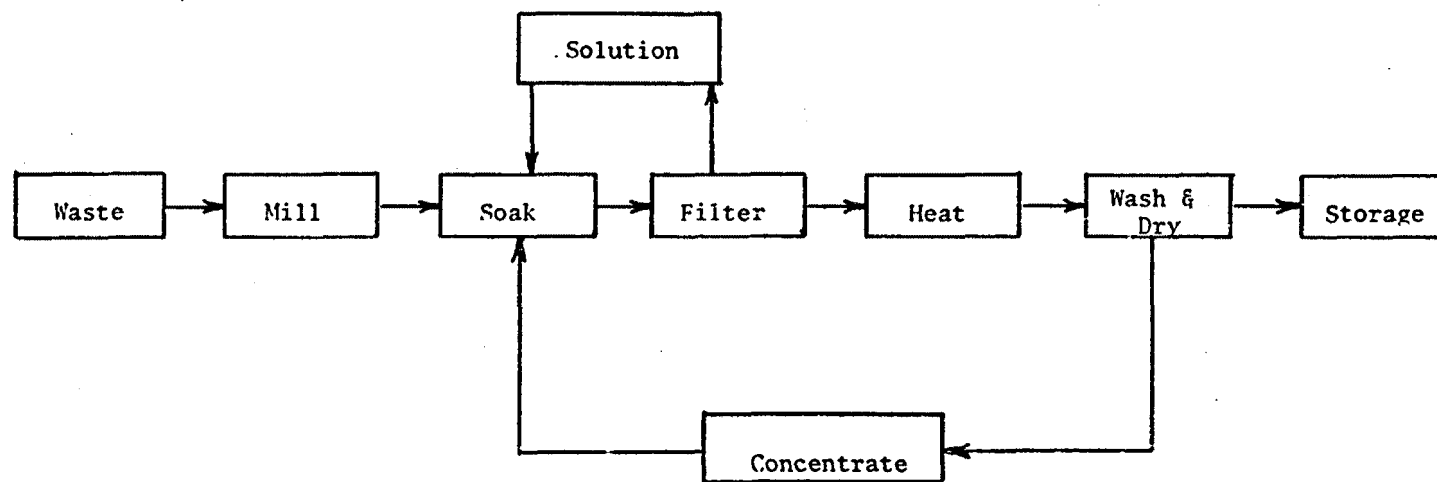 Solution
Waste
Mill
Soak
Filter
Heat
Wash &
Dry
Storage
Concentrate